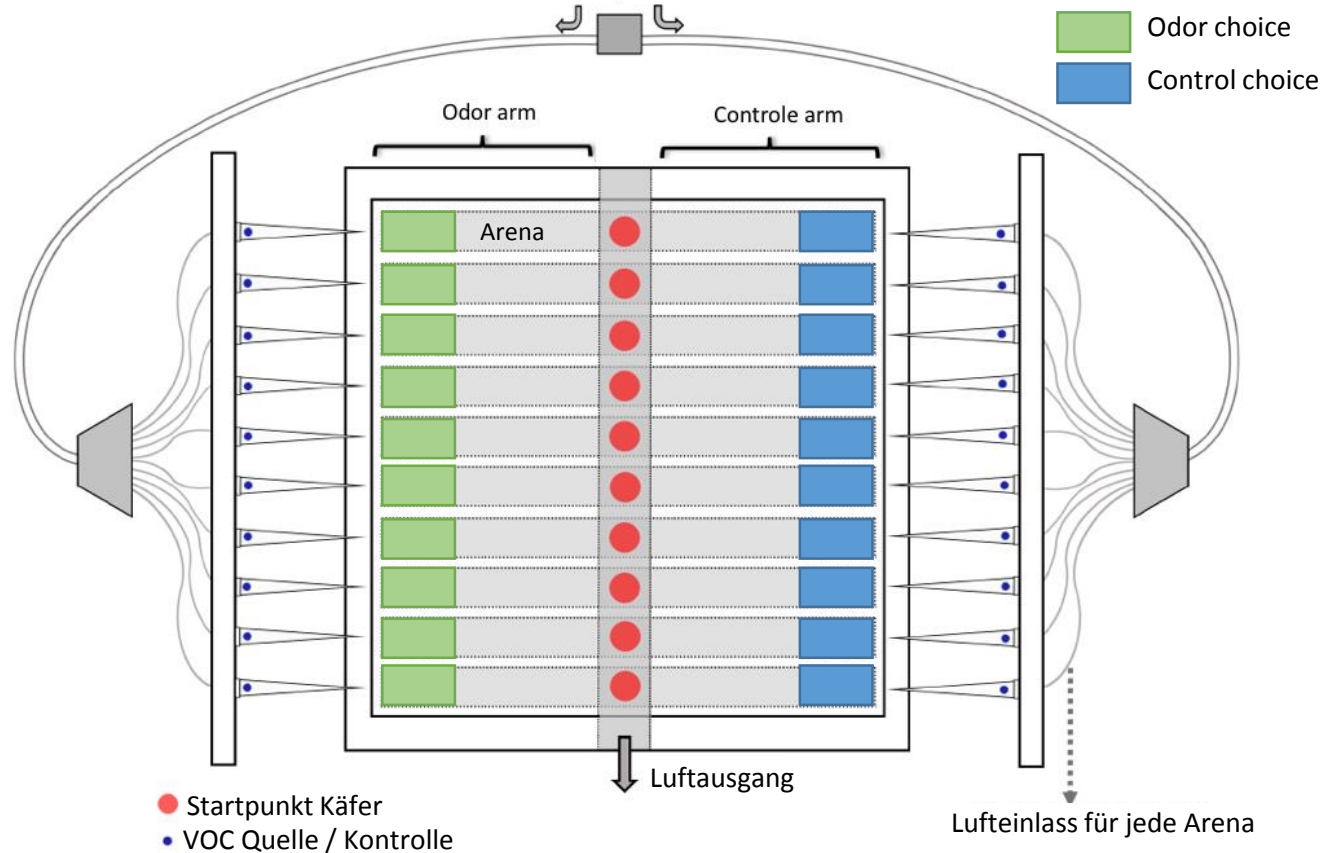 Odor choice
Control choice
Odor arm
Controle arm
Arena
Luftausgang
Startpunkt Käfer
VOC Quelle / Kontrolle
Lufteinlass für jede Arena